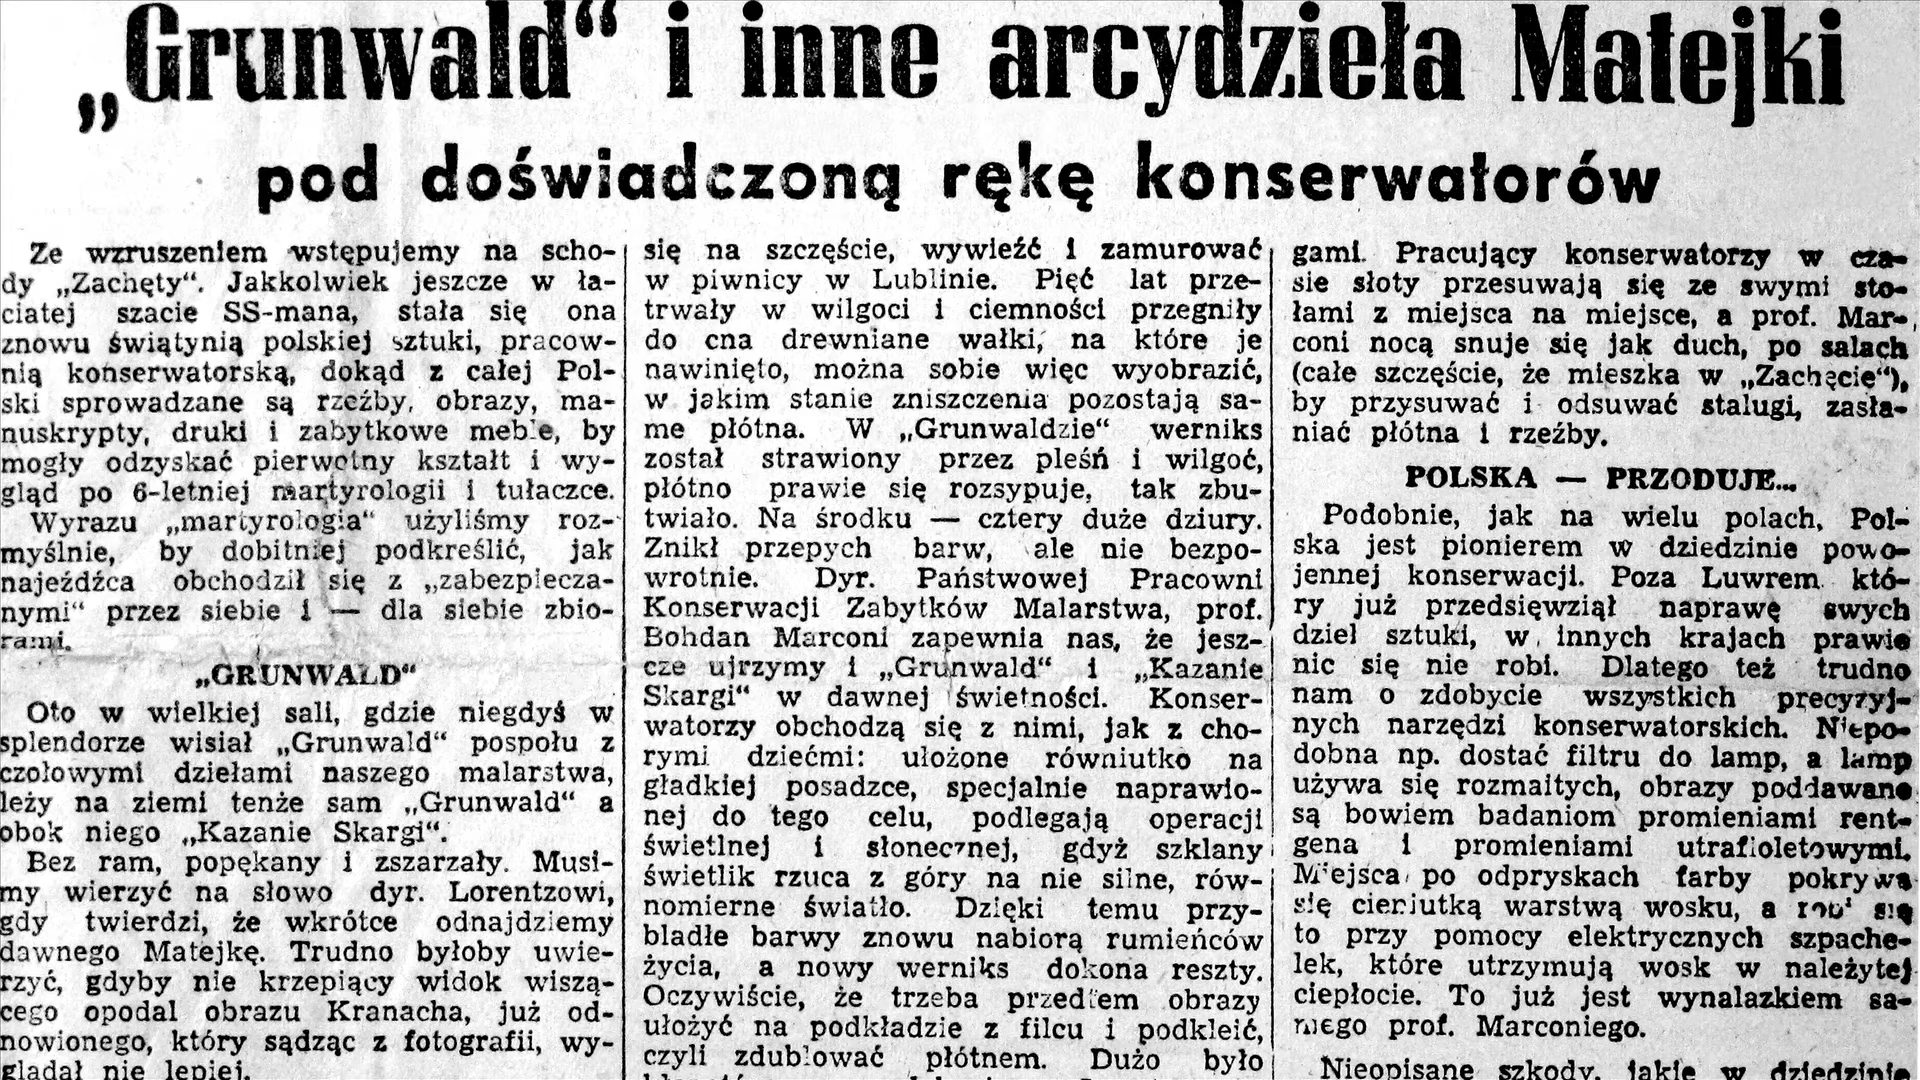 „Grunwald“ i inne arcydzieła Matejki
pod doświadczoną rękę konserwatorów
Ze wzruszeniem wstępujemy na scho-
dy „Zachęty“. Jakkolwiek jeszcze w ła-
ciatej szacie SS-mana, stała się ona
znowu świątynią polskiej sztuki, pracow-
nią konserwatorską, dokąd z całej Pol-
ski sprowadzane są rzeźby, obrazy, ma-
nuskrypty, druki i zabytkowe meble, by
mogły odzyskać pierwotny kształt i wy-
gląd po 6-letniej martyrologii i tułaczce.
Wyrazu „martyrologia“ użyliśmy roz-
myślnie, by dobitniej podkreślić, jak
najeźdźca obchodził się z „zabezpiecza-
nymi“ przez siebie i — dla siebie zbio-
rami.
„GRUNWALD“
Oto w wielkiej sali, gdzie niegdyś w
splendorze wisiał „Grunwald“ pospołu z
czołowymi dziełami naszego malarstwa,
leży na ziemi tenże sam „Grunwald“ a
obok niego „Kazanie Skargi“.
Bez ram, popękany i zszarzały. Musi-
my wierzyć na słowo dyr. Lorentzowi,
gdy twierdzi, że wkrótce odnajdziemy
dawnego Matejkę. Trudno byłoby uwie-
rzyć, gdyby nie krzepiący widok wiszą-
cego opodal obrazu Kranacha, już od-
nowionego, który sądząc z fotografii, wy-
glądał nie lepiej.
się na szczęście, wywieźć i zamurować
w piwnicy w Lublinie. Pięć lat prze-
trwały w wilgoci i ciemności przegniły
do cna drewniane wałki, na które je
nawinięto, można sobie więc wyobrazić,
w jakim stanie zniszczenia pozostają sa-
me płótna. W „Grunwaldzie“ werniks
został strawiony przez pleśń i wilgoć,
płótno prawie się rozsypuje, tak zbu-
twiało. Na środku — cztery duże dziury.
Znikł przepych barw, ale nie bezpo-
wrotnie. Dyr. Państwowej Pracowni
Konserwacji Zabytków Malarstwa, prof.
Bohdan Marconi zapewnia nas, że jesz-
cze ujrzymy i „Grunwald“ i „Kazanie
Skargi“ w dawnej świetności. Konser-
watorzy obchodzą się z nimi, jak z cho-
rymi dziećmi: ułożone równiutko na
gładkiej posadzce, specjalnie naprawio-
nej do tego celu, podlegają operacji
świetlnej i słonecznej, gdyż szklany
świetlik rzuca z góry na nie silne, rów-
nomierne światło. Dzięki temu przy-
bladłe barwy znowu nabiorą rumieńców
życia, a nowy werniks dokona reszty.
Oczywiście, że trzeba przedtem obrazy
ułożyć na podkładzie z filcu i podkleić,
czyli zdublować płótnem. Dużo było
gami. Pracujący konserwatorzy w cza-
sie słoty przesuwają się ze swymi sto-
łami z miejsca na miejsce, a prof. Mar-
coni nocą snuje się jak duch, po salach
(całe szczęście, że mieszka w „Zachęcie“),
by przysuwać i odsuwać stalugi, zasła-
niać płótna i rzeźby.
POLSKA — PRZODUJE...
Podobnie, jak na wielu polach, Pol-
ska jest pionierem w dziedzinie powo-
jennej konserwacji. Poza Luwrem któ-
ry już przedsięwziął naprawę swych
dzieł sztuki, w innych krajach prawie
nic się nie robi. Dlatego też trudno
nam o zdobycie wszystkich precyzyj-
nych narzędzi konserwatorskich. Niepo-
dobna np. dostać filtru do lamp, a lamp
używa się rozmaitych, obrazy poddawane
są bowiem badaniom promieniami rent-
gena i promieniami utrafioletowymi.
Miejsca po odpryskach farby pokrywa
się cieniutką warstwą wosku, a robi się
to przy pomocy elektrycznych szpache-
lek, które utrzymują wosk w należytej
ciepłocie. To już jest wynalazkiem sa-
mego prof. Marconiego.
Nieopisane szkody, jakie w dziedzinie